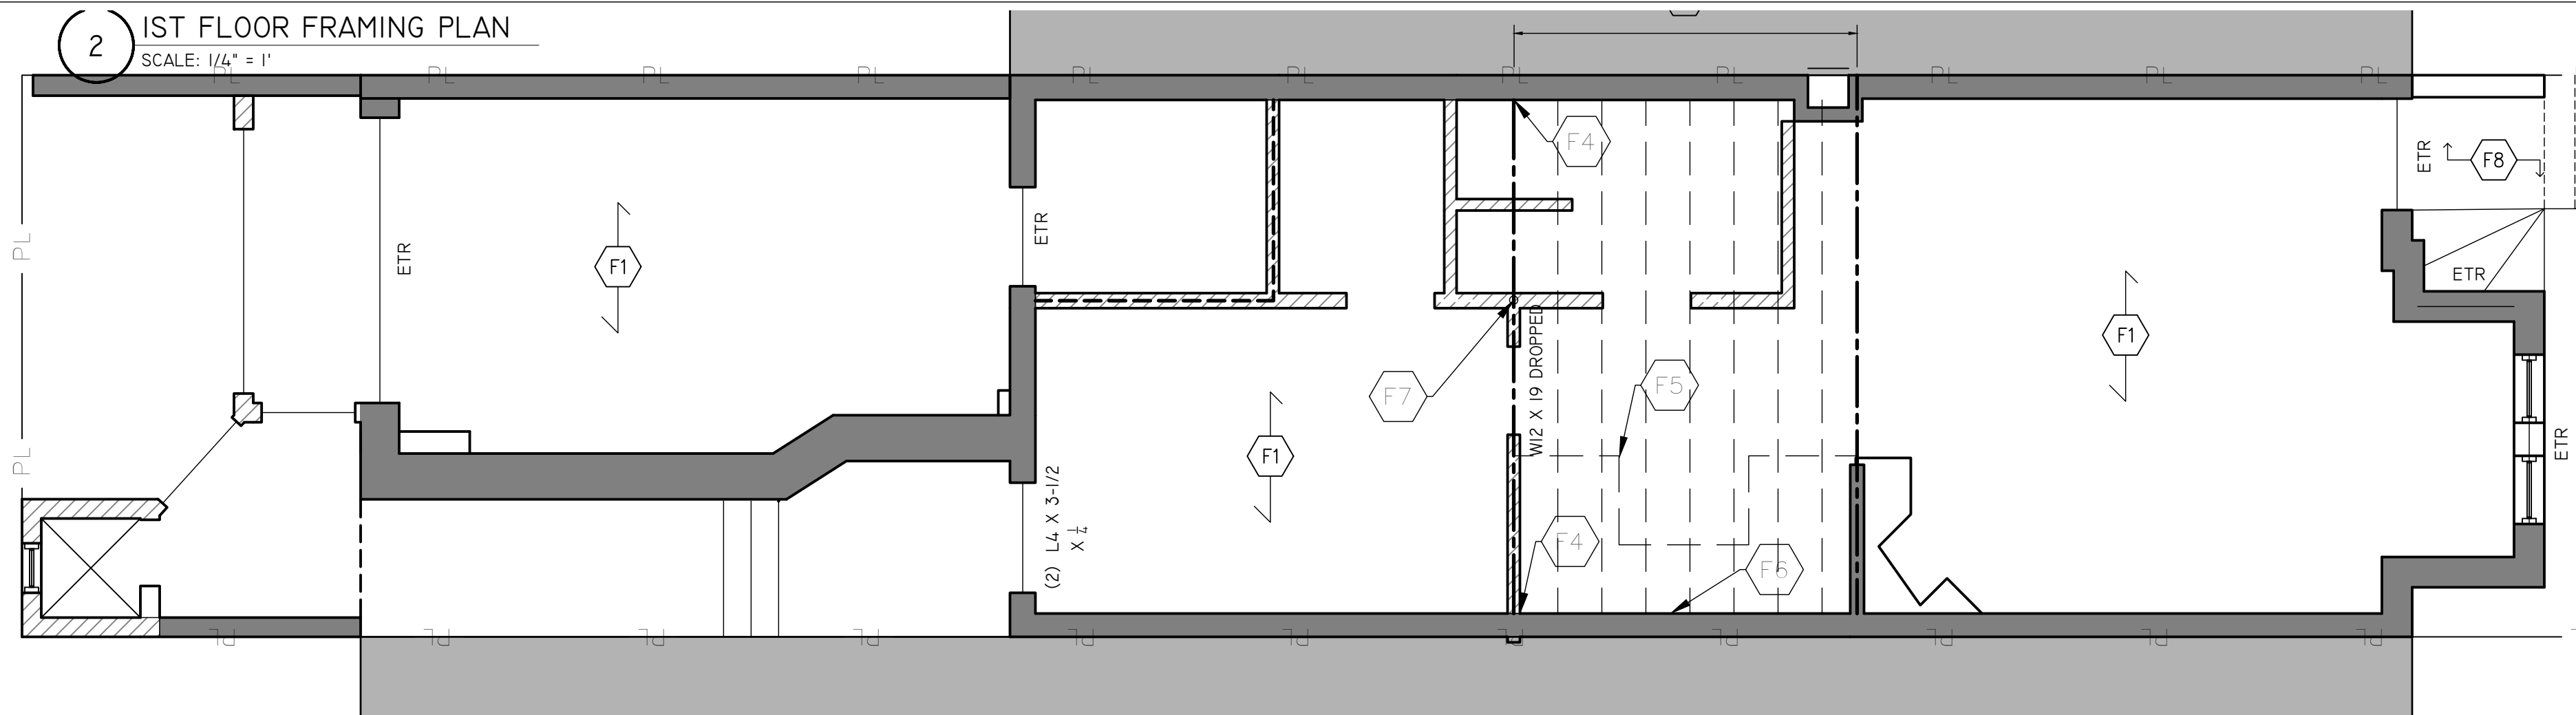 2
1ST FLOOR FRAMING PLAN
SCALE: 1/4" = 1'
PL PL PL PL PL PL PL PL PL PL PL
F4
ETR
F8
PL
ETR
F1
ETR
ETR
F1
W12 X 19 DROPPED
F7
F5
PL
F1
ETR
(2) L4 X 3-1/2
X 1/4
F4
F6
PL PL PL PL PL PL PL PL PL PL PL